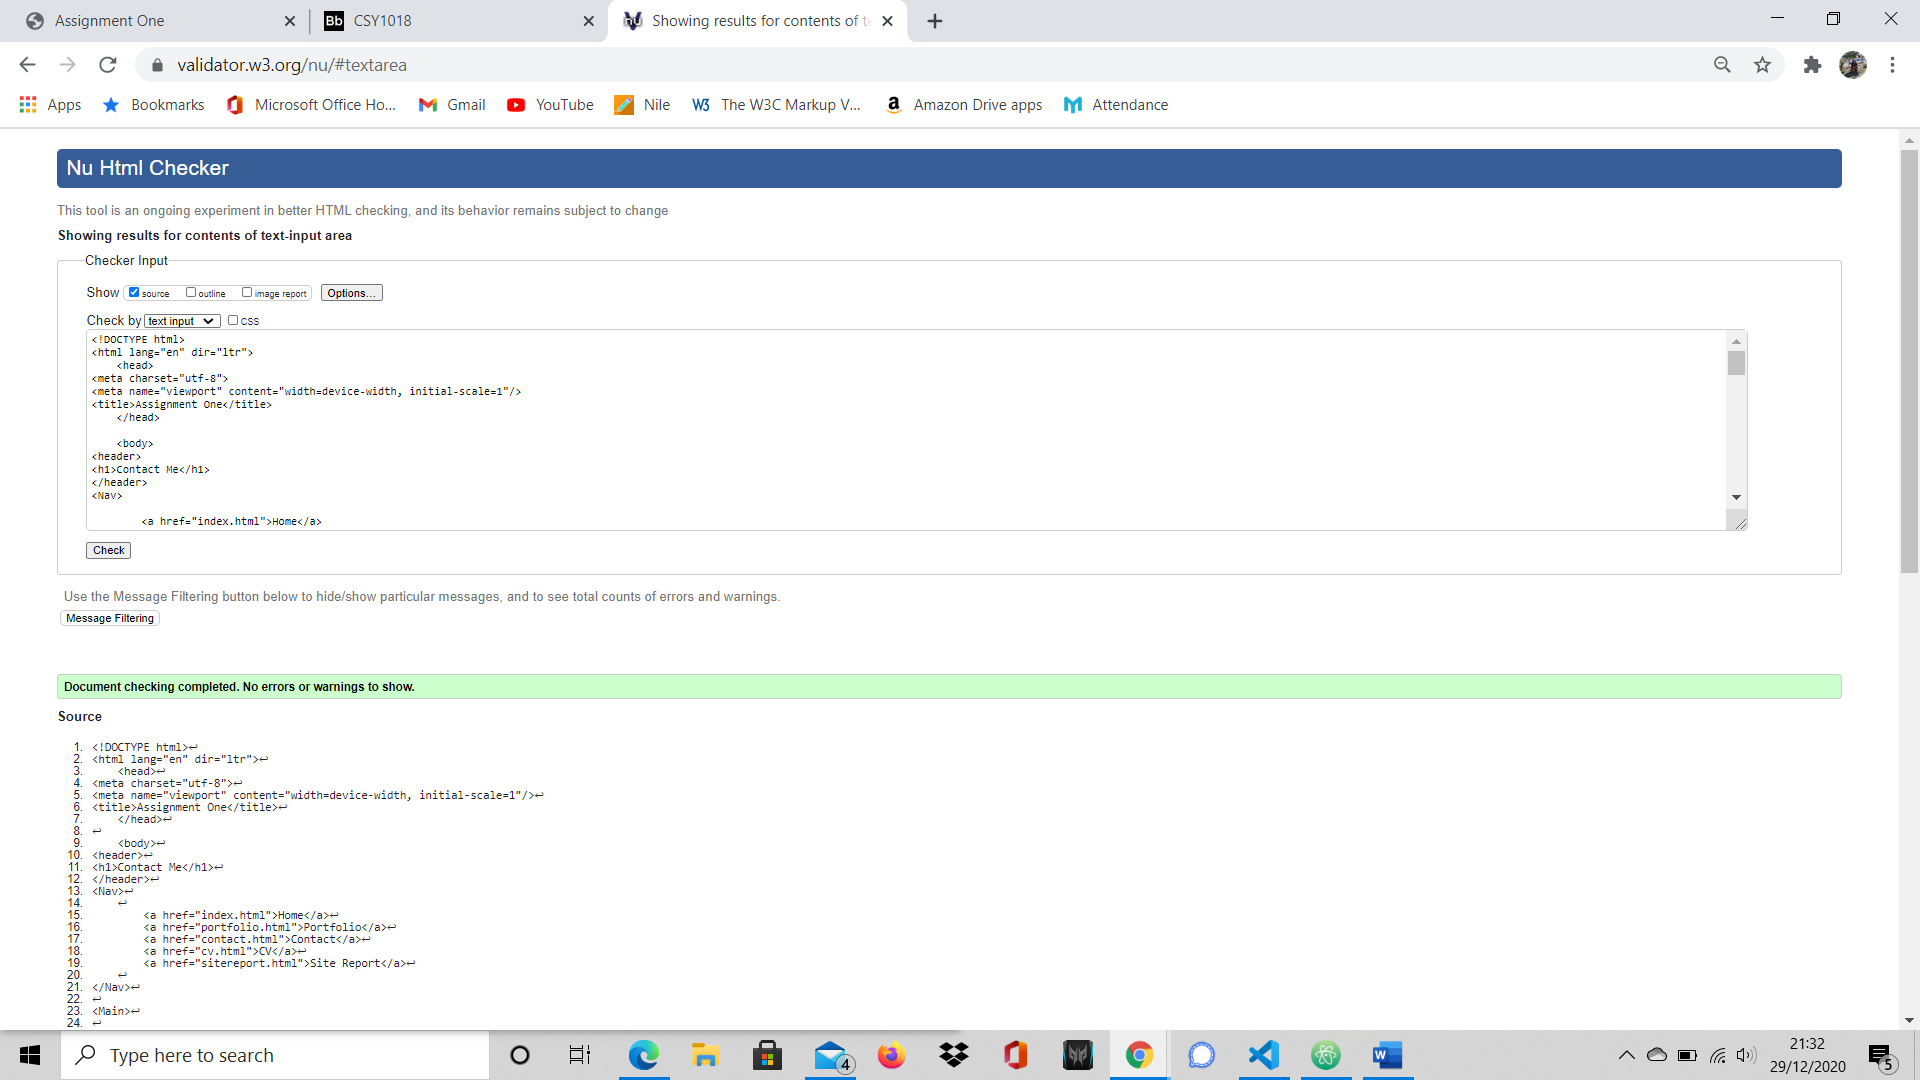 Assignment One
Bb CSY1018
Showing results for contents of te
validator.w3.org/nu/#textarea
Apps Bookmarks Microsoft Office Ho... Gmail YouTube Nile W3 The W3C Markup V... a Amazon Drive apps Attendance
Nu Html Checker
This tool is an ongoing experiment in better HTML checking, and its behavior remains subject to change
Showing results for contents of text-input area
Checker Input
Show source outline image report Options...
Check by text input CSS
<!DOCTYPE html>
<html lang="en" dir="ltr">
<head>
<meta charset="utf-8">
<meta name="viewport" content="width=device-width, initial-scale=1"/>
<title>Assignment One</title>
</head>
<body>
<header>
<h1>Contact Me</h1>
</header>
<Nav>
<a href="index.html">Home</a>
Check
Use the Message Filtering button below to hide/show particular messages, and to see total counts of errors and warnings.
Message Filtering
Document checking completed. No errors or warnings to show.
Source
1. <!DOCTYPE html>↩
2. <html lang="en" dir="ltr">↩
3. <head>↩
4. <meta charset="utf-8">↩
5. <meta name="viewport" content="width=device-width, initial-scale=1"/>↩
6. <title>Assignment One</title>↩
7. </head>↩
8. ↩
9. <body>↩
10. <header>↩
11. <h1>Contact Me</h1>↩
12. </header>↩
13. <Nav>↩
14. ↩
15. <a href="index.html">Home</a>↩
16. <a href="portfolio.html">Portfolio</a>↩
17. <a href="contact.html">Contact</a>↩
18. <a href="cv.html">CV</a>↩
19. <a href="sitereport.html">Site Report</a>↩
20. ↩
21. </Nav>↩
22. ↩
23. <Main>↩
24. ↩
Type here to search
4
21:32
29/12/2020
5